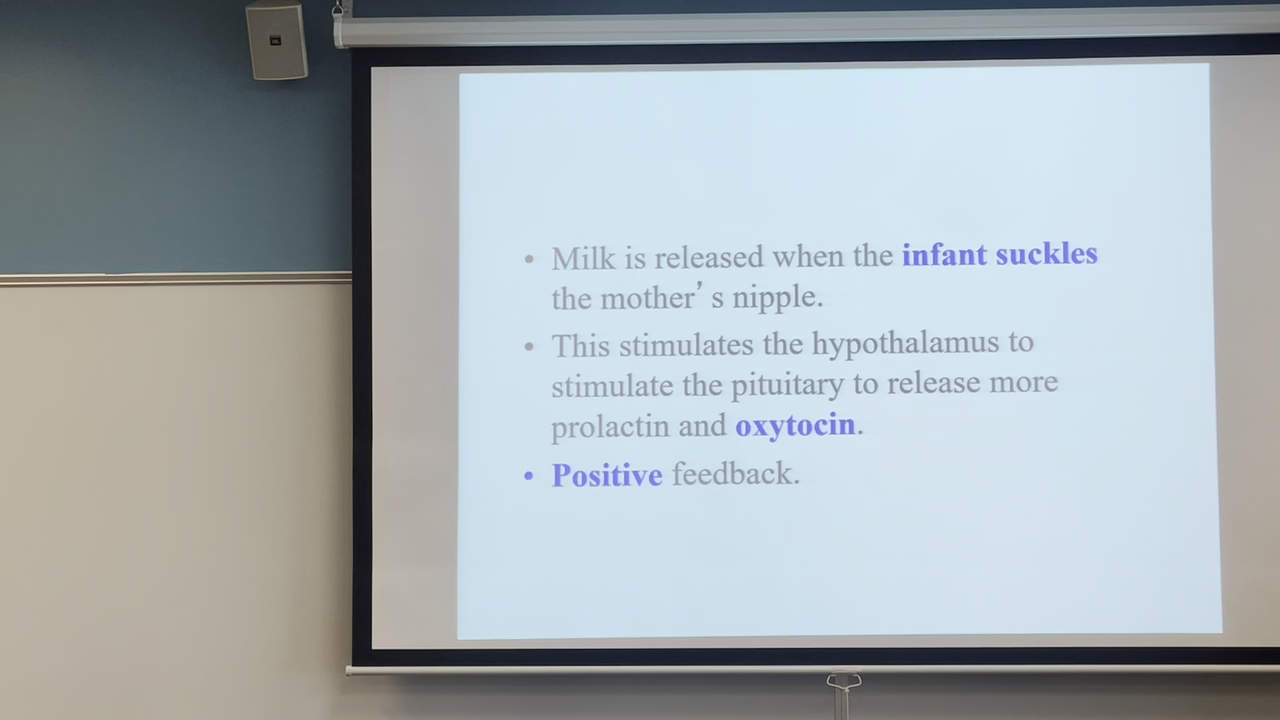 • Milk is released when the infant suckles
the mother’ s nipple.
• This stimulates the hypothalamus to
stimulate the pituitary to release more
prolactin and oxytocin.
• Positive feedback.